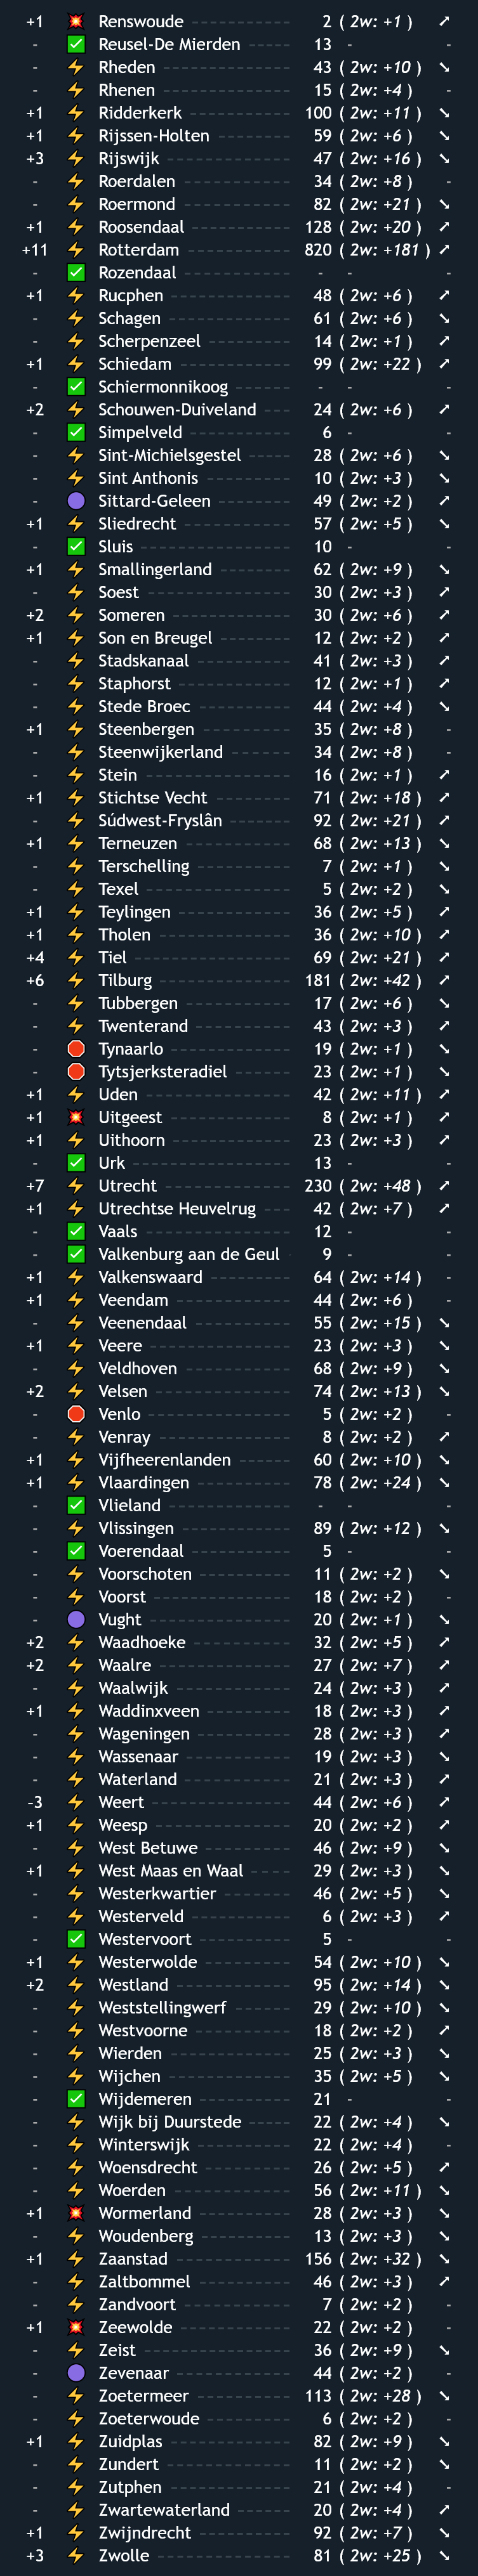 +1 💥 Renswoude 2 ( 2w: +1 ) ↗
- ✅ Reusel-De Mierden 13 - -
- ⚡ Rheden 43 ( 2w: +10 ) ↘
- ⚡ Rhenen 15 ( 2w: +4 ) -
+1 ⚡ Ridderkerk 100 ( 2w: +11 ) ↘
+1 ⚡ Rijssen-Holten 59 ( 2w: +6 ) ↘
+3 ⚡ Rijswijk 47 ( 2w: +16 ) ↘
- ⚡ Roerdalen 34 ( 2w: +8 ) -
- ⚡ Roermond 82 ( 2w: +21 ) ↘
+1 ⚡ Roosendaal 128 ( 2w: +20 ) ↗
+11 ⚡ Rotterdam 820 ( 2w: +181 ) ↗
- ✅ Rozendaal - - -
+1 ⚡ Rucphen 48 ( 2w: +6 ) ↗
- ⚡ Schagen 61 ( 2w: +6 ) ↘
- ⚡ Scherpenzeel 14 ( 2w: +1 ) ↗
+1 ⚡ Schiedam 99 ( 2w: +22 ) ↗
- ✅ Schiermonnikoog - - -
+2 ⚡ Schouwen-Duiveland 24 ( 2w: +6 ) ↗
- ✅ Simpelveld 6 - -
- ⚡ Sint-Michielsgestel 28 ( 2w: +6 ) ↘
- ⚡ Sint Anthonis 10 ( 2w: +3 ) ↘
- 🟣 Sittard-Geleen 49 ( 2w: +2 ) ↗
+1 ⚡ Sliedrecht 57 ( 2w: +5 ) ↘
- ✅ Sluis 10 - -
+1 ⚡ Smallingerland 62 ( 2w: +9 ) ↘
- ⚡ Soest 30 ( 2w: +3 ) ↗
+2 ⚡ Someren 30 ( 2w: +6 ) ↗
+1 ⚡ Son en Breugel 12 ( 2w: +2 ) ↗
- ⚡ Stadskanaal 41 ( 2w: +3 ) ↗
- ⚡ Staphorst 12 ( 2w: +1 ) ↗
- ⚡ Stede Broec 44 ( 2w: +4 ) ↘
+1 ⚡ Steenbergen 35 ( 2w: +8 ) -
- ⚡ Steenwijkerland 34 ( 2w: +8 ) -
- ⚡ Stein 16 ( 2w: +1 ) ↗
+1 ⚡ Stichtse Vecht 71 ( 2w: +18 ) ↗
- ⚡ Súdwest-Fryslân 92 ( 2w: +21 ) ↗
+1 ⚡ Terneuzen 68 ( 2w: +13 ) ↘
- ⚡ Terschelling 7 ( 2w: +1 ) ↘
- ⚡ Texel 5 ( 2w: +2 ) ↘
+1 ⚡ Teylingen 36 ( 2w: +5 ) ↗
+1 ⚡ Tholen 36 ( 2w: +10 ) ↗
+4 ⚡ Tiel 69 ( 2w: +21 ) ↗
+6 ⚡ Tilburg 181 ( 2w: +42 ) ↗
- ⚡ Tubbergen 17 ( 2w: +6 ) ↘
- ⚡ Twenterand 43 ( 2w: +3 ) ↗
- 🛑 Tynaarlo 19 ( 2w: +1 ) ↘
- 🛑 Tytsjerksteradiel 23 ( 2w: +1 ) ↘
+1 ⚡ Uden 42 ( 2w: +11 ) ↗
+1 💥 Uitgeest 8 ( 2w: +1 ) ↗
+1 ⚡ Uithoorn 23 ( 2w: +3 ) ↗
- ✅ Urk 13 - -
+7 ⚡ Utrecht 230 ( 2w: +48 ) ↗
+1 ⚡ Utrechtse Heuvelrug 42 ( 2w: +7 ) ↗
- ✅ Vaals 12 - -
- ✅ Valkenburg aan de Geul 9 - -
+1 ⚡ Valkenswaard 64 ( 2w: +14 ) -
+1 ⚡ Veendam 44 ( 2w: +6 ) -
- ⚡ Veenendaal 55 ( 2w: +15 ) ↘
+1 ⚡ Veere 23 ( 2w: +3 ) ↘
- ⚡ Veldhoven 68 ( 2w: +9 ) ↘
+2 ⚡ Velsen 74 ( 2w: +13 ) ↘
- 🛑 Venlo 5 ( 2w: +2 ) -
- ⚡ Venray 8 ( 2w: +2 ) ↗
+1 ⚡ Vijfheerenlanden 60 ( 2w: +10 ) ↘
+1 ⚡ Vlaardingen 78 ( 2w: +24 ) ↘
- ✅ Vlieland - - -
- ⚡ Vlissingen 89 ( 2w: +12 ) ↘
- ✅ Voerendaal 5 - -
- ⚡ Voorschoten 11 ( 2w: +2 ) ↘
- ⚡ Voorst 18 ( 2w: +2 ) -
- 🟣 Vught 20 ( 2w: +1 ) ↘
+2 ⚡ Waadhoeke 32 ( 2w: +5 ) ↗
+2 ⚡ Waalre 27 ( 2w: +7 ) ↗
- ⚡ Waalwijk 24 ( 2w: +3 ) ↗
+1 ⚡ Waddinxveen 18 ( 2w: +3 ) ↗
- ⚡ Wageningen 28 ( 2w: +3 ) ↗
- ⚡ Wassenaar 19 ( 2w: +3 ) ↘
- ⚡ Waterland 21 ( 2w: +3 ) ↗
-3 ⚡ Weert 44 ( 2w: +6 ) ↗
+1 ⚡ Weesp 20 ( 2w: +2 ) ↗
- ⚡ West Betuwe 46 ( 2w: +9 ) ↘
+1 ⚡ West Maas en Waal 29 ( 2w: +3 ) ↘
- ⚡ Westerkwartier 46 ( 2w: +5 ) ↘
- ⚡ Westerveld 6 ( 2w: +3 ) ↗
- ✅ Westervoort 5 - -
+1 ⚡ Westerwolde 54 ( 2w: +10 ) ↘
+2 ⚡ Westland 95 ( 2w: +14 ) ↘
- ⚡ Weststellingwerf 29 ( 2w: +10 ) ↘
- ⚡ Westvoorne 18 ( 2w: +2 ) ↗
- ⚡ Wierden 25 ( 2w: +3 ) ↘
- ⚡ Wijchen 35 ( 2w: +5 ) ↘
- ✅ Wijdemeren 21 - -
- ⚡ Wijk bij Duurstede 22 ( 2w: +4 ) ↘
- ⚡ Winterswijk 22 ( 2w: +4 ) -
- ⚡ Woensdrecht 26 ( 2w: +5 ) ↗
- ⚡ Woerden 56 ( 2w: +11 ) ↘
+1 💥 Wormerland 28 ( 2w: +3 ) ↘
- ⚡ Woudenberg 13 ( 2w: +3 ) ↘
+1 ⚡ Zaanstad 156 ( 2w: +32 ) ↘
- ⚡ Zaltbommel 46 ( 2w: +3 ) ↗
- ⚡ Zandvoort 7 ( 2w: +2 ) -
+1 💥 Zeewolde 22 ( 2w: +2 ) -
- ⚡ Zeist 36 ( 2w: +9 ) ↘
- 🟣 Zevenaar 44 ( 2w: +2 ) -
- ⚡ Zoetermeer 113 ( 2w: +28 ) ↘
- ⚡ Zoeterwoude 6 ( 2w: +2 ) -
+1 ⚡ Zuidplas 82 ( 2w: +9 ) ↘
- ⚡ Zundert 11 ( 2w: +2 ) ↘
- ⚡ Zutphen 21 ( 2w: +4 ) -
- ⚡ Zwartewaterland 20 ( 2w: +4 ) ↗
+1 ⚡ Zwijndrecht 92 ( 2w: +7 ) ↘
+3 ⚡ Zwolle 81 ( 2w: +25 ) ↘